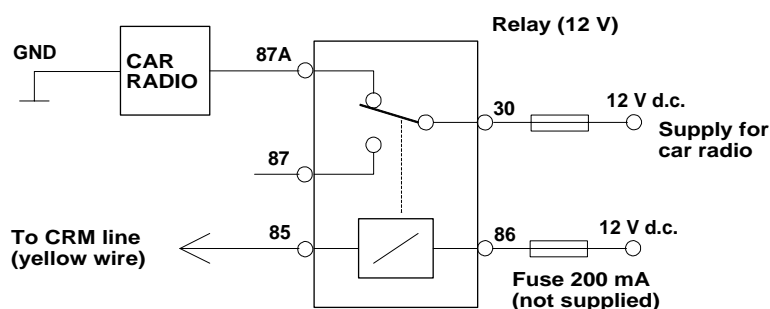 Relay (12 V)
GND
CAR
RADIO
87A
30
12 V d.c.
Supply for
car radio
87
To CRM line
(yellow wire)
85
86
12 V d.c.
Fuse 200 mA
(not supplied)